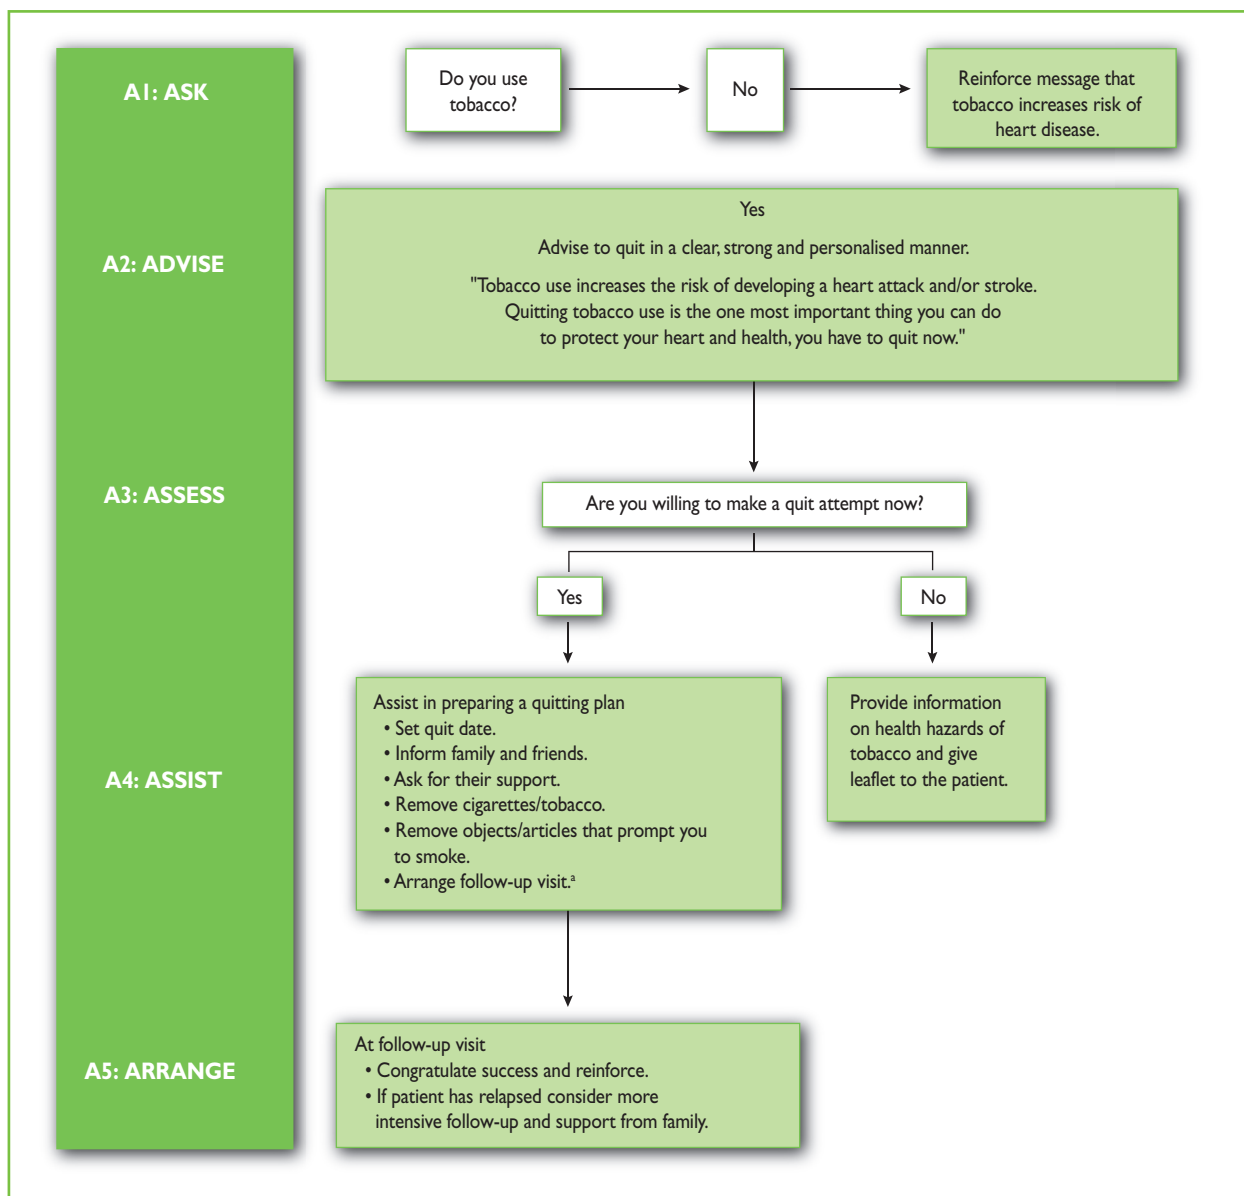 A1: ASK
Do you use
tobacco?
No
Reinforce message that
tobacco increases risk of
heart disease.
A2: ADVISE
Yes
Advise to quit in a clear, strong and personalised manner.
"Tobacco use increases the risk of developing a heart attack and/or stroke.
Quitting tobacco use is the one most important thing you can do
to protect your heart and health, you have to quit now."
A3: ASSESS
Are you willing to make a quit attempt now?
Yes
No
A4: ASSIST
Assist in preparing a quitting plan
• Set quit date.
• Inform family and friends.
• Ask for their support.
• Remove cigarettes/tobacco.
• Remove objects/articles that prompt you
to smoke.
• Arrange follow-up visit.ª
Provide information
on health hazards of
tobacco and give
leaflet to the patient.
A5: ARRANGE
At follow-up visit
• Congratulate success and reinforce.
• If patient has relapsed consider more
intensive follow-up and support from family.